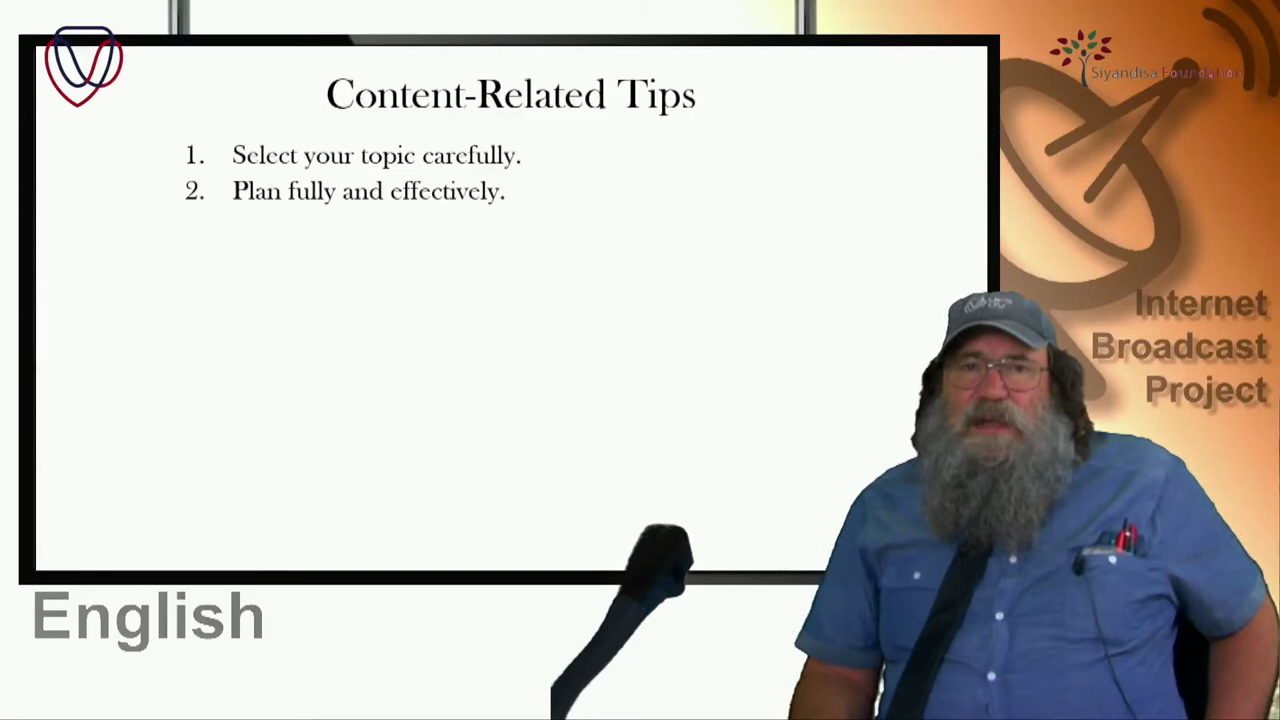 Content-Related Tips
1. Select your topic carefully.
2. Plan fully and effectively.
Siyandisa Foundation
Internet
Broadcast
Project
English